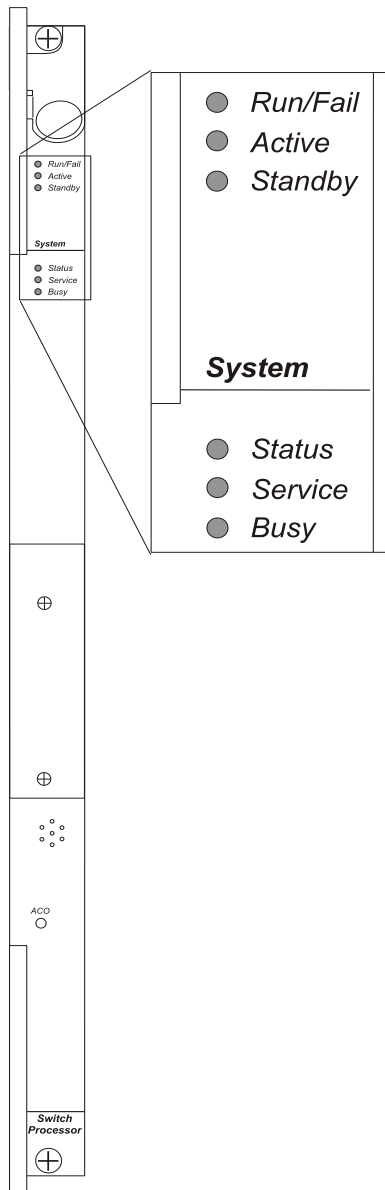 Run/Fail
Active
Standby
System
Status
Service
Busy
Run/Fail
Active
Standby
System
Status
Service
Busy
ACO
Switch
Processor